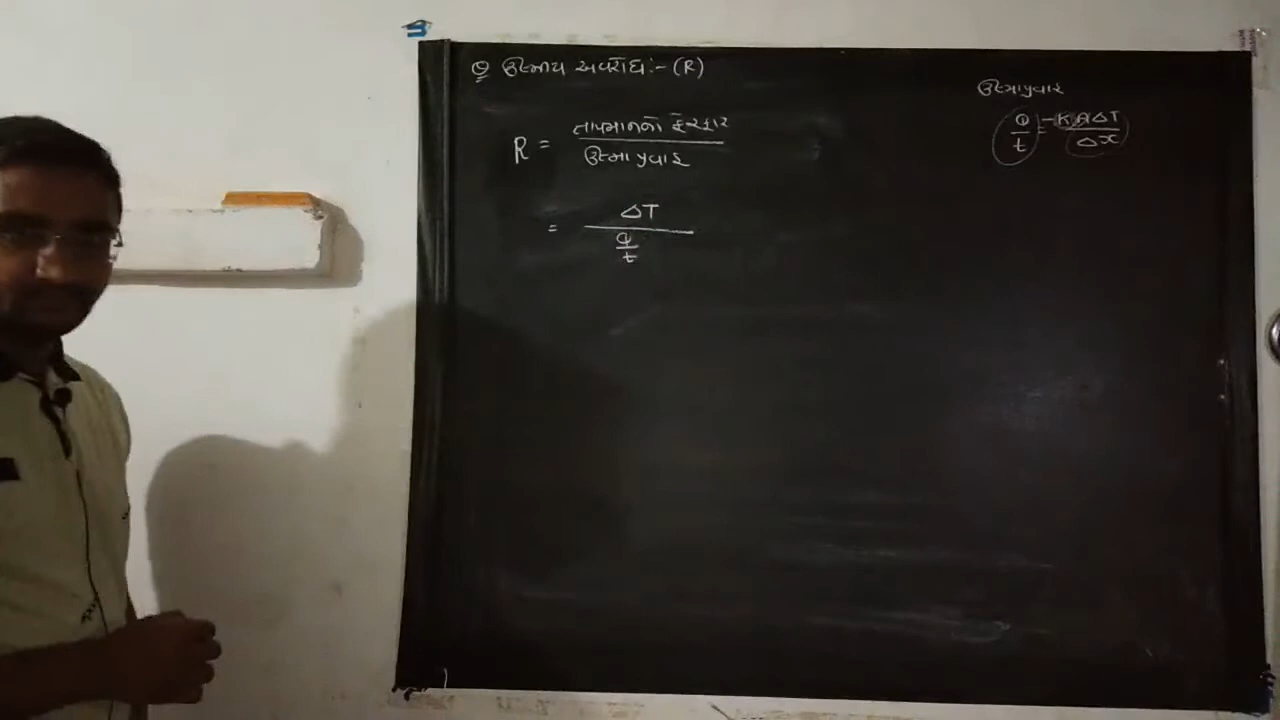 Q ઉષ્માય અવરોધ :- (R)
R = તાપમાનનો ફેરફાર / ઉષ્મા પ્રવાહ
= ΔT / Q/t
ઉષ્માપ્રવાહ
Q/t = -KAΔT / Δx